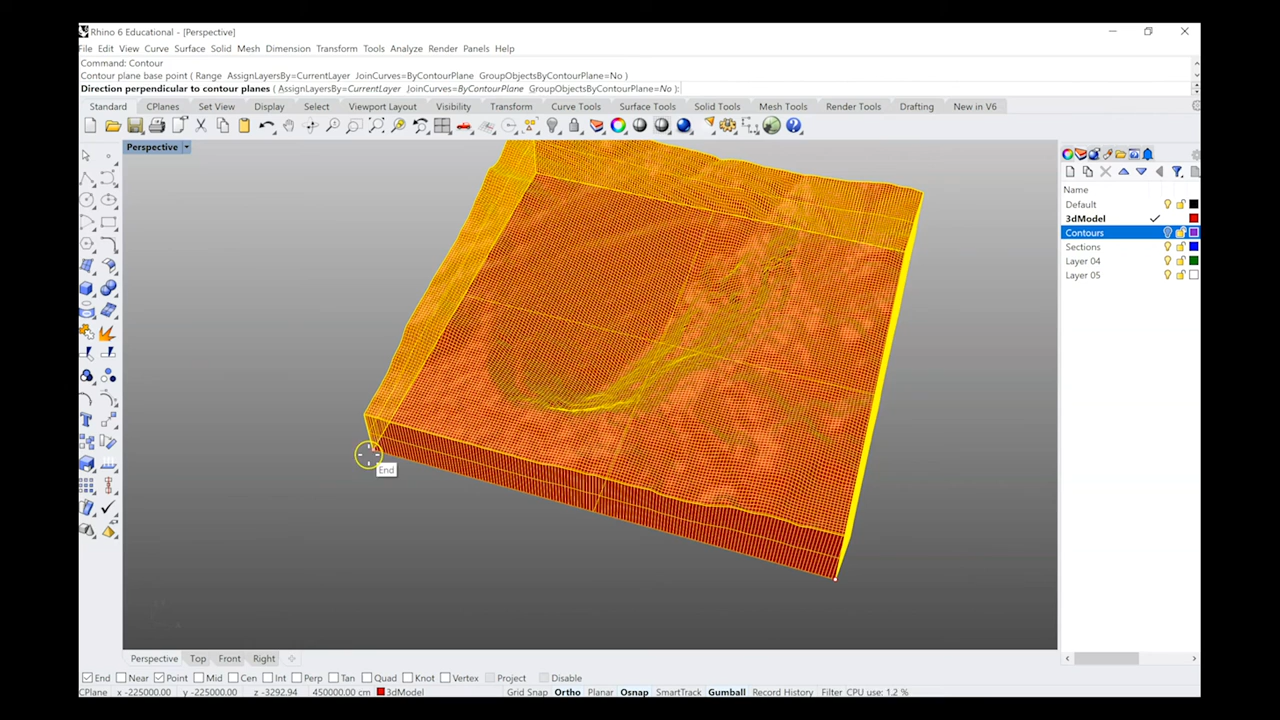 Rhino 6 Educational - [Perspective]
File Edit View Curve Surface Solid Mesh Dimension Transform Tools Analyze Render Panels Help
Command: Contour
Contour plane base point ( Range AssignLayersBy=CurrentLayer JoinCurves=ByContourPlane GroupObjectsByContourPlane=No )
Direction perpendicular to contour planes ( AssignLayersBy=CurrentLayer JoinCurves=ByContourPlane GroupObjectsByContourPlane=No ):
Standard CPlanes Set View Display Select Viewport Layout Visibility Transform Curve Tools Surface Tools Solid Tools Mesh Tools Render Tools Drafting New in V6
Perspective
Name
Default
3dModel
Contours
Sections
Layer 04
Layer 05
End
Perspective Top Front Right
End Near Point Mid Cen Int Perp Tan Quad Knot Vertex Project Disable
CPlane x -225000.00 y -225000.00 z -3292.94 450000.00 cm 3dModel Grid Snap Ortho Planar Osnap SmartTrack Gumball Record History Filter CPU use: 1.2 %